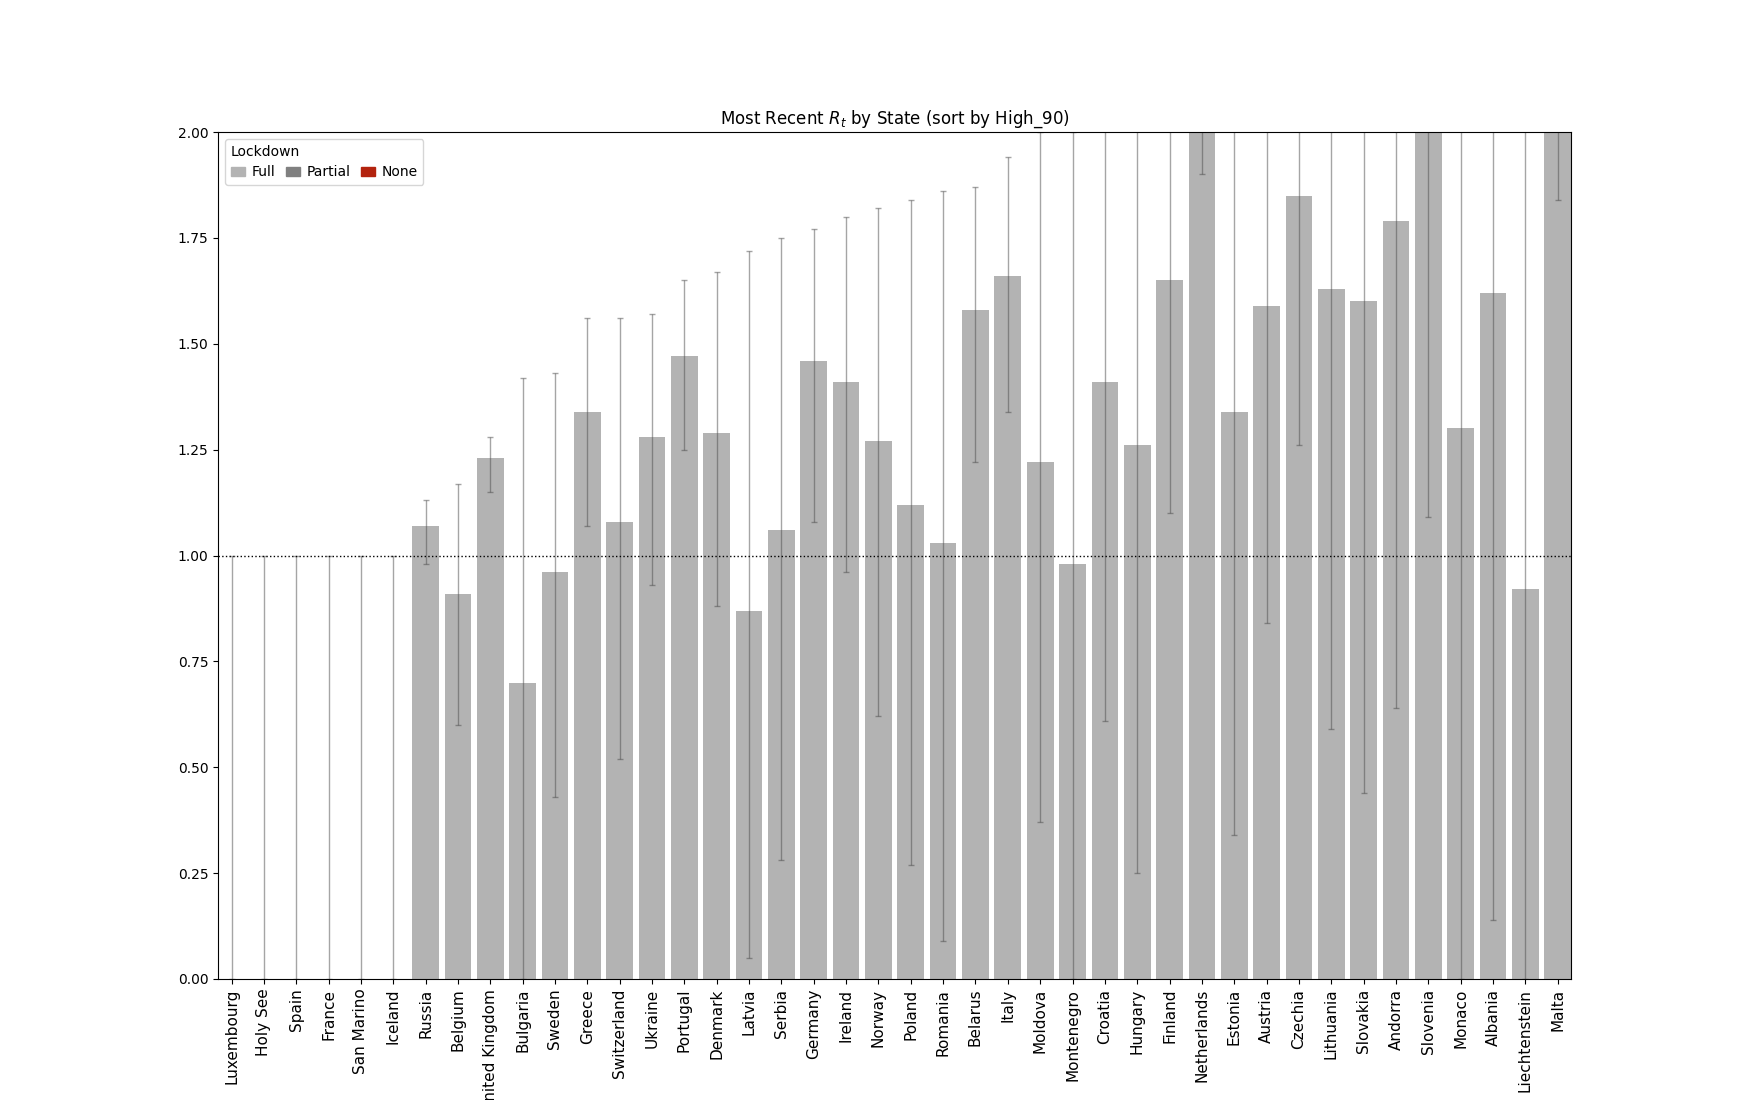 Most Recent Rt by State (sort by High_90)
Lockdown
Full Partial None
2.00
1.75
1.50
1.25
1.00
0.75
0.50
0.25
0.00
Luxembourg
Holy See
Spain
France
San Marino
Iceland
Russia
Belgium
nited Kingdom
Bulgaria
Sweden
Greece
Switzerland
Ukraine
Portugal
Denmark
Latvia
Serbia
Germany
Ireland
Norway
Poland
Romania
Belarus
Italy
Moldova
Montenegro
Croatia
Hungary
Finland
Netherlands
Estonia
Austria
Czechia
Lithuania
Slovakia
Andorra
Slovenia
Monaco
Albania
Liechtenstein
Malta